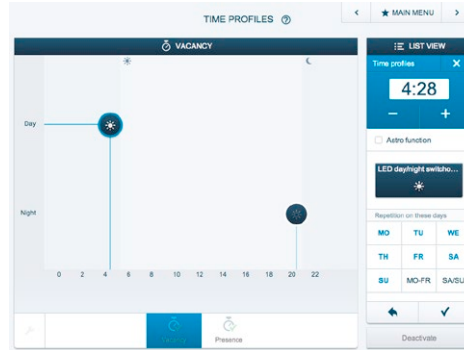 TIME PROFILES
MAIN MENU
VACANCY
LIST VIEW
Time profiles
4:28
Day
Astro function
LED day/night switcho...
Night
Repetition on these days
MO TU WE
TH FR SA
SU MO-FR SA/SU
0 2 4 6 8 10 12 14 16 18 20 22
Vacancy Presence
Deactivate